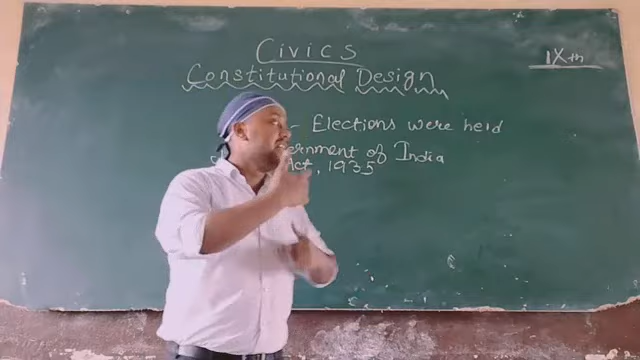 Civics
IXth
Constitutional Design
- Elections were held
ernment of India
Act, 1935